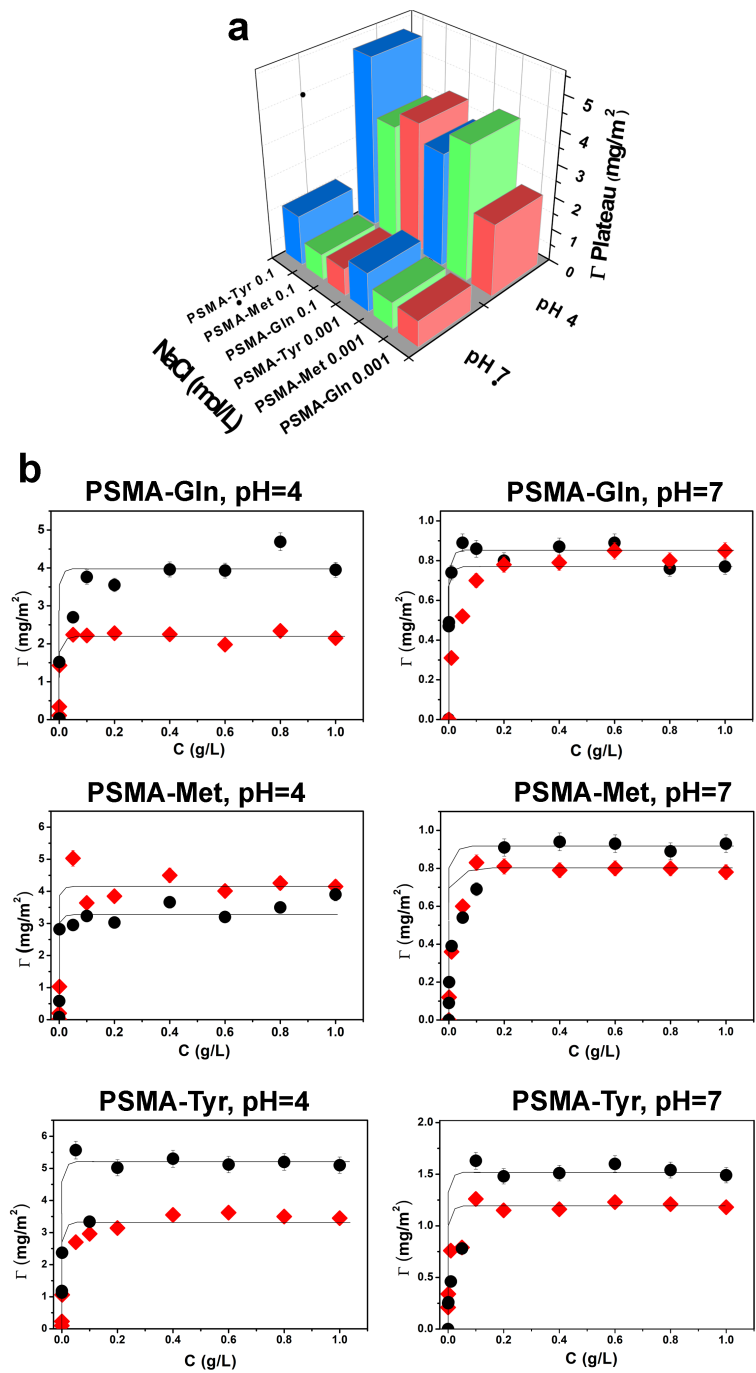 a
5
4
3
2
1
0
Γ Plateau (mg/m²)
PSMA-Tyr 0.1
PSMA-Met 0.1
PSMA-Gln 0.1
PSMA-Tyr 0.001
PSMA-Met 0.001
PSMA-Gln 0.001
NaCl (mol/L)
pH 4
pH 7
b
PSMA-Gln, pH=4
5
4
3
2
1
0
Γ (mg/m²)
0.0 0.2 0.4 0.6 0.8 1.0
C (g/L)
PSMA-Gln, pH=7
1.0
0.8
0.6
0.4
0.2
0.0
Γ (mg/m²)
0.0 0.2 0.4 0.6 0.8 1.0
C (g/L)
PSMA-Met, pH=4
6
5
4
3
2
1
0
Γ (mg/m²)
0.0 0.2 0.4 0.6 0.8 1.0
C (g/L)
PSMA-Met, pH=7
1.0
0.8
0.6
0.4
0.2
0.0
Γ (mg/m²)
0.0 0.2 0.4 0.6 0.8 1.0
C (g/L)
PSMA-Tyr, pH=4
6
5
4
3
2
1
0
Γ (mg/m²)
0.0 0.2 0.4 0.6 0.8 1.0
C (g/L)
PSMA-Tyr, pH=7
2.0
1.5
1.0
0.5
0.0
Γ (mg/m²)
0.0 0.2 0.4 0.6 0.8 1.0
C (g/L)